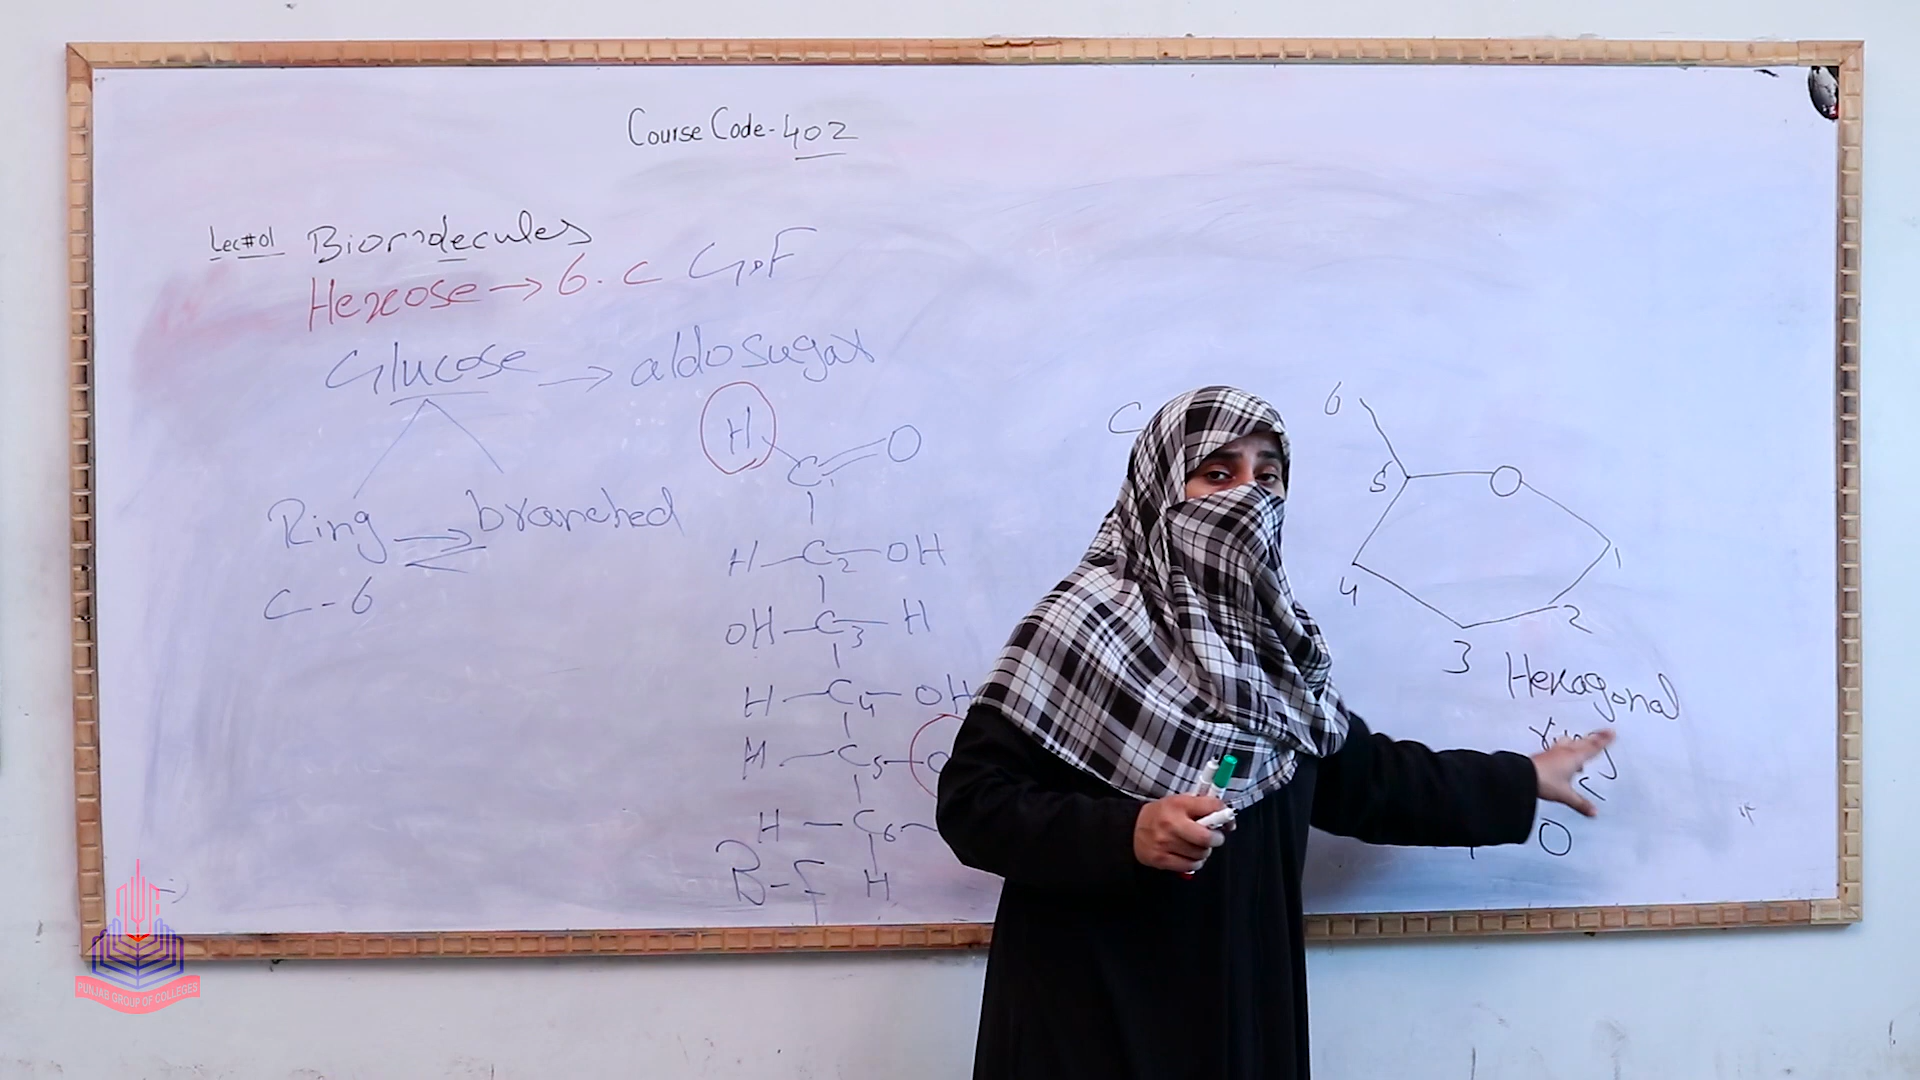 Course Code-402
Lec#01 Biomolecules
Hexose → 6.C G,F
Glucose → aldosugar
Ring ⇌ branched
C-6
H
C1 O
H-C2-OH
OH-C3-H
H-C4-OH
H-C5-O
H-C6-
B-F H
C
6
5 O
4 1
3 2
Hexagonal
ring
O
PUNJAB GROUP OF COLLEGES